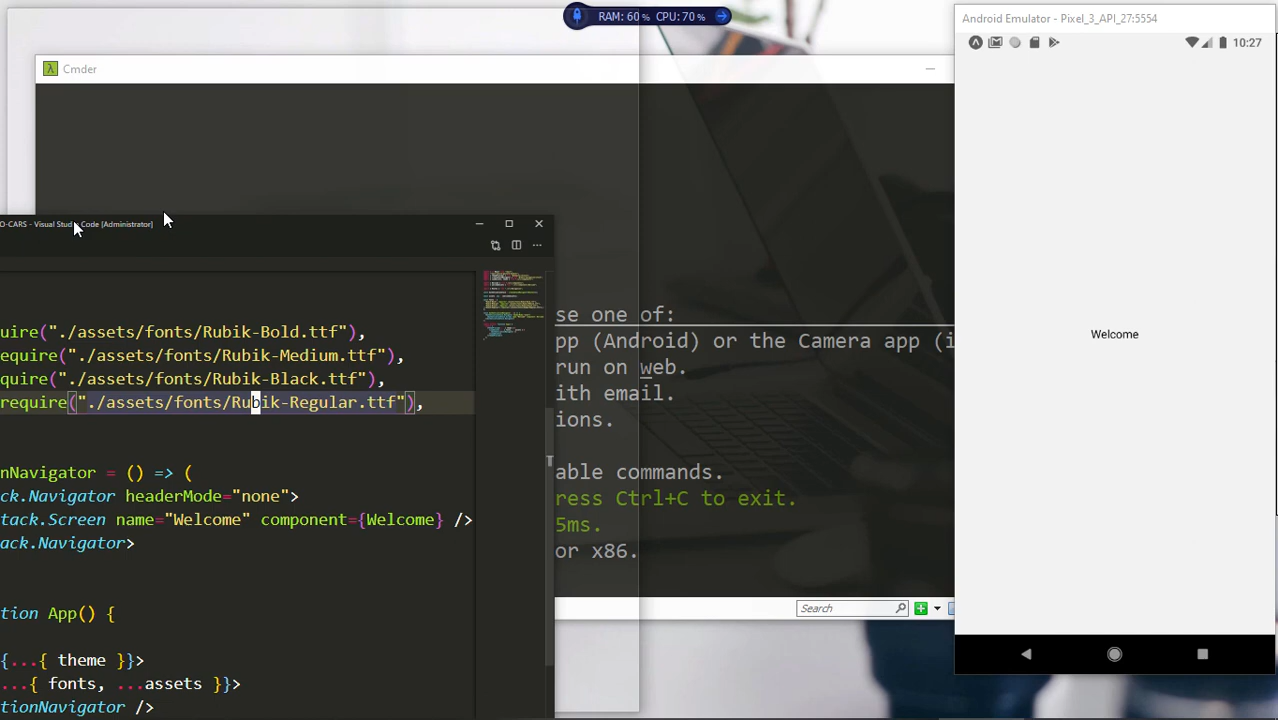 RAM: 60 % CPU: 70 %
Android Emulator - Pixel_3_API_27:5554
10:27
Cmder
O-CARS - Visual Studio Code [Administrator]
se one of:
pp (Android) or the Camera app (i
run on web.
ith email.
ions.
able commands.
ress Ctrl+C to exit.
5ms.
or x86.
uire("./assets/fonts/Rubik-Bold.ttf"),
equire("./assets/fonts/Rubik-Medium.ttf"),
quire("./assets/fonts/Rubik-Black.ttf"),
require("./assets/fonts/Rubik-Regular.ttf"),
nNavigator = () => (
ck.Navigator headerMode="none">
tack.Screen name="Welcome" component={Welcome} />
ack.Navigator>
tion App() {
{...{ theme }}>
...{ fonts, ...assets }}>
tionNavigator />
Search
Welcome